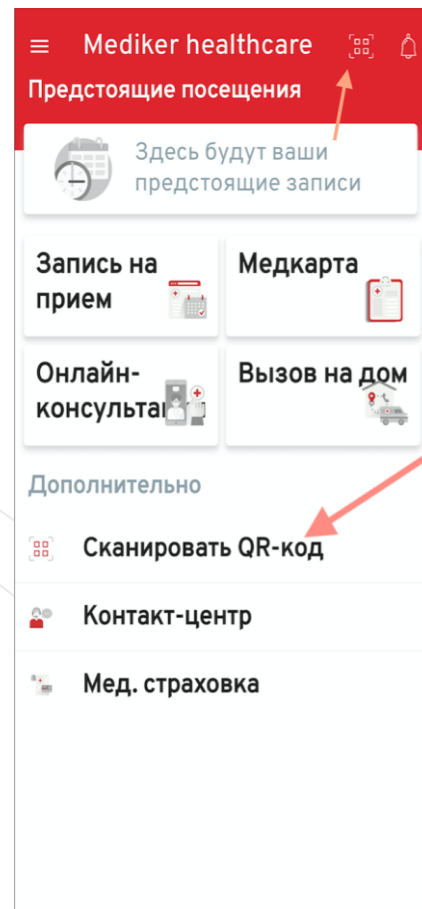 Mediker healthcare
Предстоящие посещения
Здесь будут ваши
предстоящие записи
Запись на
прием
Медкарта
Онлайн-
Вызов на дом
Дополнительно
Сканировать QR-код
Контакт-центр
Мед. страховка